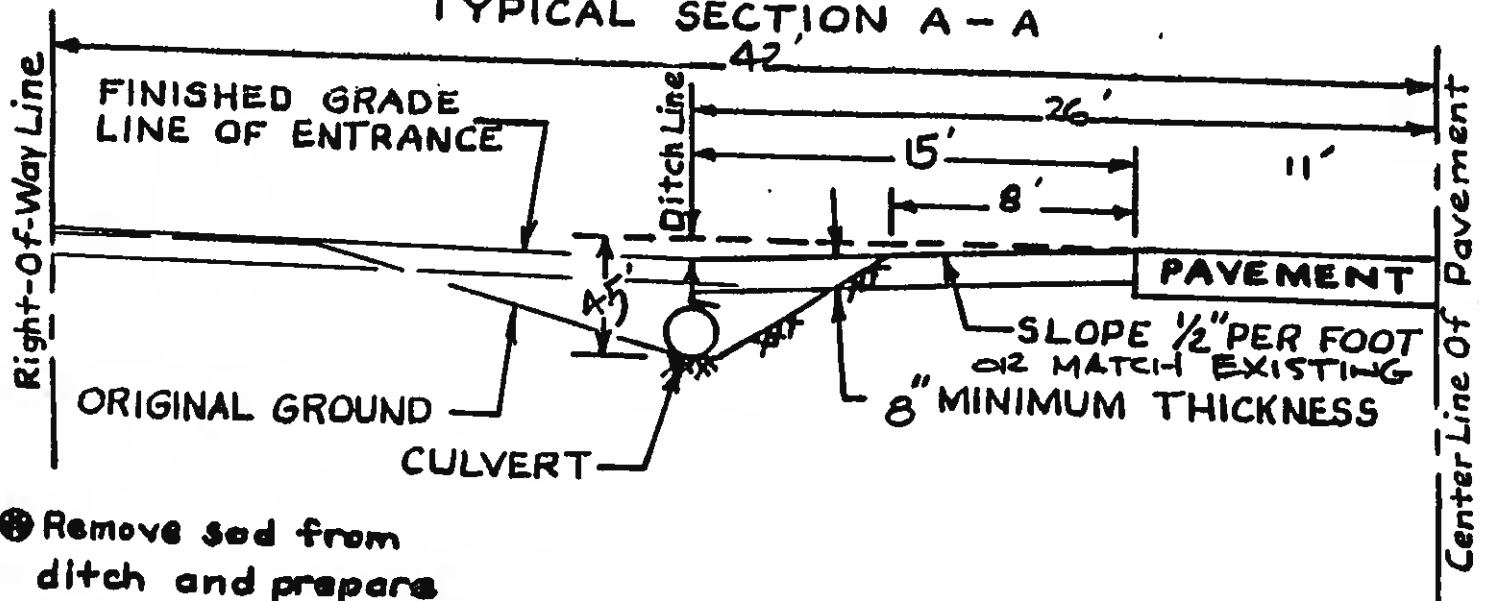 TYPICAL SECTION A - A
42'
26'
15'
11'
8'
Right-Of-Way Line
FINISHED GRADE
LINE OF ENTRANCE
Ditch Line
Center Line Of Pavement
PAVEMENT
SLOPE ½" PER FOOT
OR MATCH EXISTING
8" MINIMUM THICKNESS
ORIGINAL GROUND
CULVERT
Remove sod from
ditch and prepare